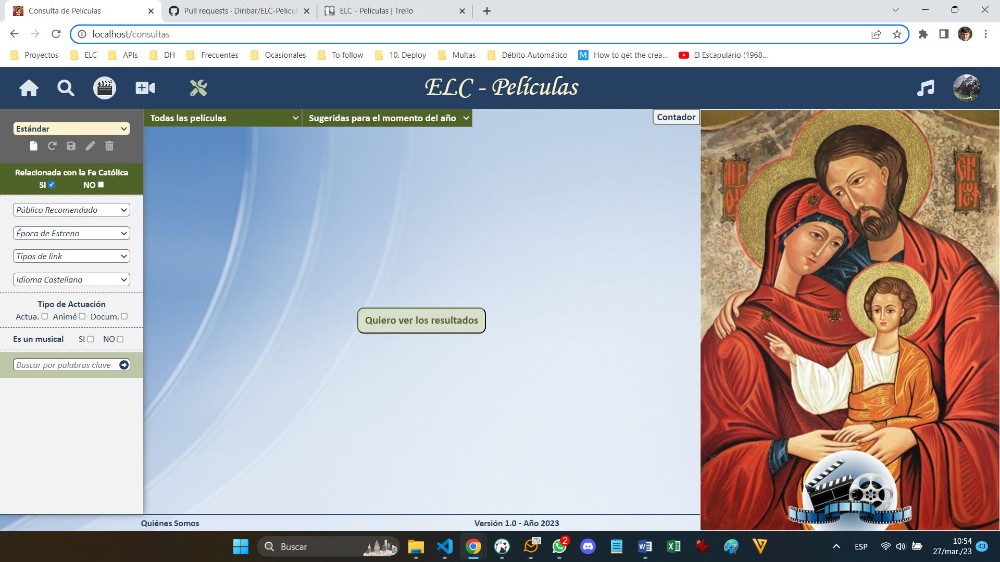 Consulta de Películas
Pull requests · Diribar/ELC-Pelicul
ELC - Películas | Trello
localhost/consultas
Proyectos
ELC
APIs
DH
Frecuentes
Ocasionales
To follow
10. Deploy
Multas
Débito Automático
M How to get the crea...
El Escapulario (1968...
ELC - Películas
Estándar
Todas las películas
Sugeridas para el momento del año
Contador
Relacionada con la Fe Católica
SI NO
Público Recomendado
Época de Estreno
Tipos de link
Idioma Castellano
Tipo de Actuación
Actua. Animé Docum.
Es un musical SI NO
Buscar por palabras clave
Quiero ver los resultados
Quiénes Somos
Versión 1.0 - Año 2023
Buscar
2
ESP
10:54
27/mar./23
43